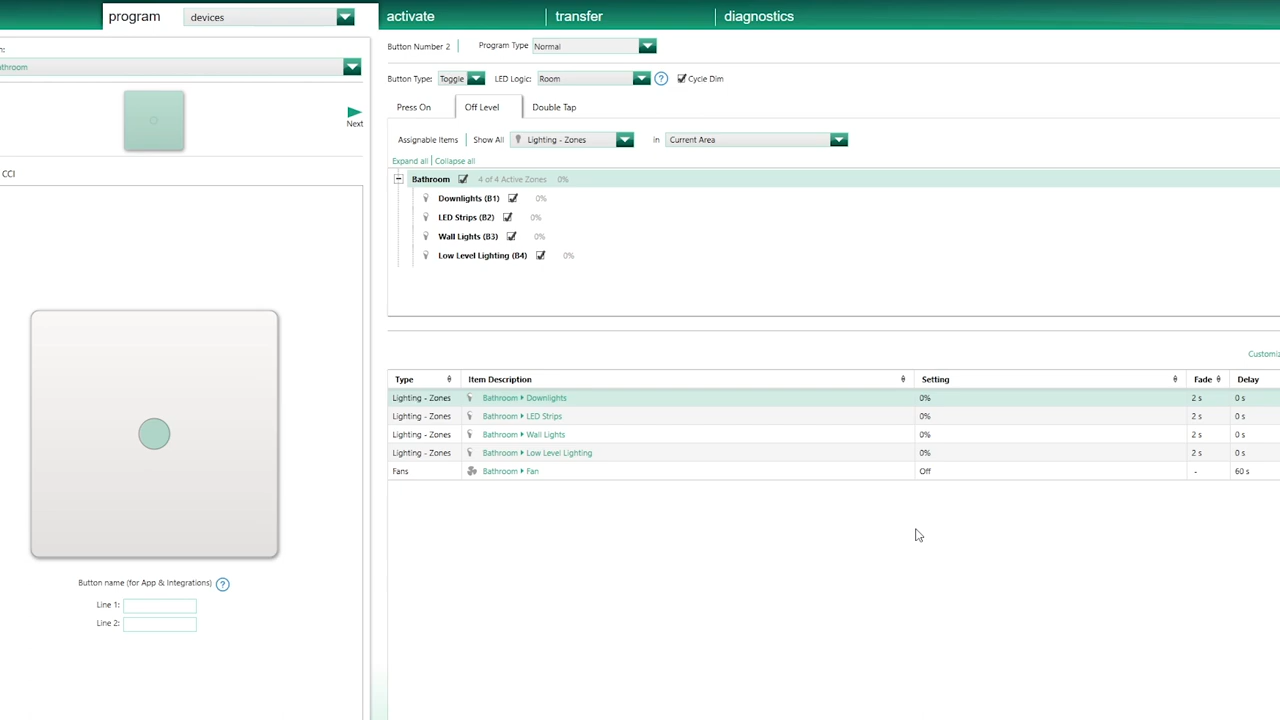 program devices activate transfer diagnostics
throom
Next
CCI
Button name (for App & Integrations) ?
Line 1:
Line 2:
Button Number 2 Program Type Normal
Button Type: Toggle LED Logic: Room ? Cycle Dim
Press On Off Level Double Tap
Assignable Items Show All Lighting - Zones in Current Area
Expand all Collapse all
Bathroom 4 of 4 Active Zones 0%
Downlights (B1) 0%
LED Strips (B2) 0%
Wall Lights (B3) 0%
Low Level Lighting (B4) 0%
Customiz
Type Item Description Setting Fade Delay
Lighting - Zones Bathroom Downlights 0% 2 s 0 s
Lighting - Zones Bathroom LED Strips 0% 2 s 0 s
Lighting - Zones Bathroom Wall Lights 0% 2 s 0 s
Lighting - Zones Bathroom Low Level Lighting 0% 2 s 0 s
Fans Bathroom Fan Off - 60 s